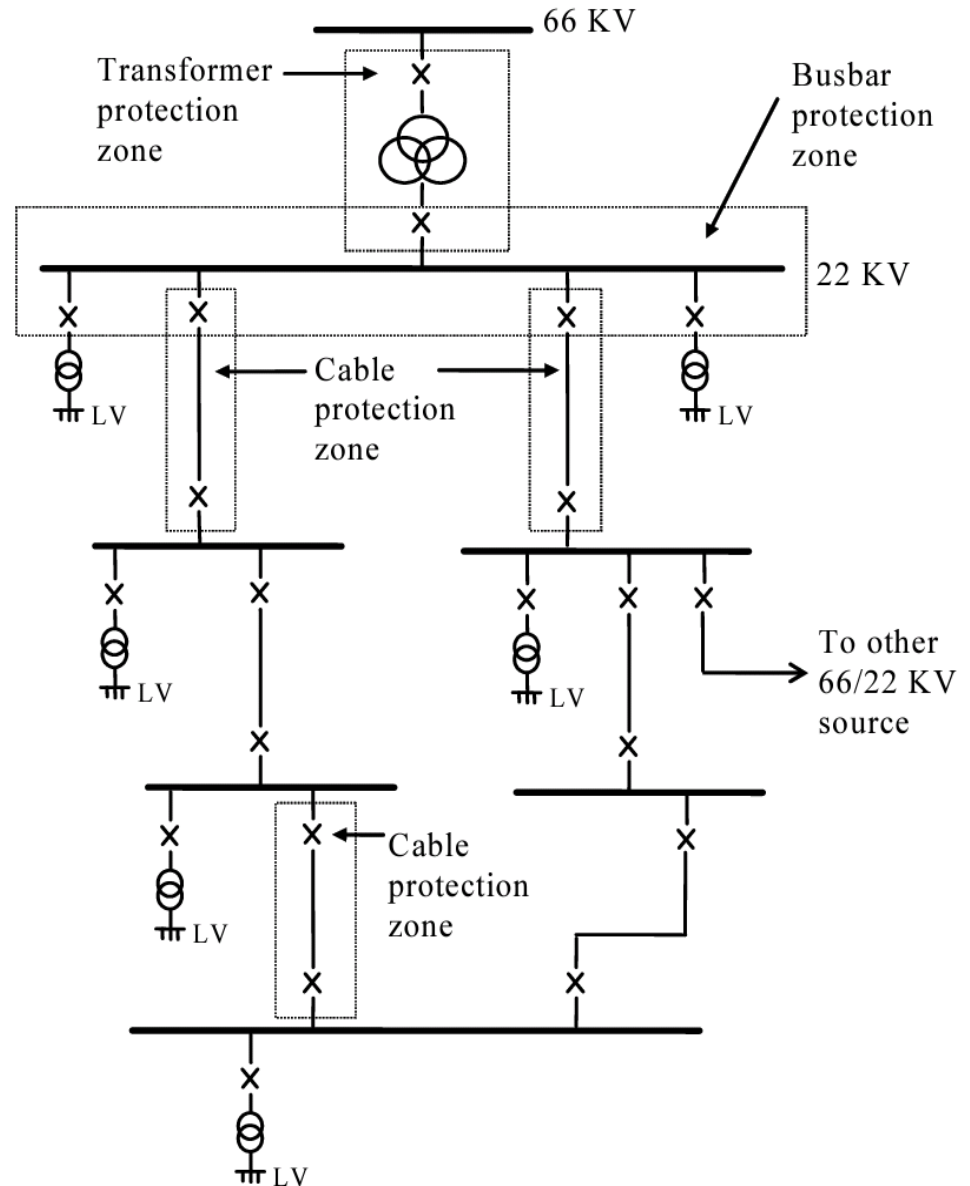 66 KV
Transformer
protection
zone
Busbar
protection
zone
22 KV
LV
Cable
protection
zone
LV
LV
LV
To other
66/22 KV
source
LV
Cable
protection
zone
LV